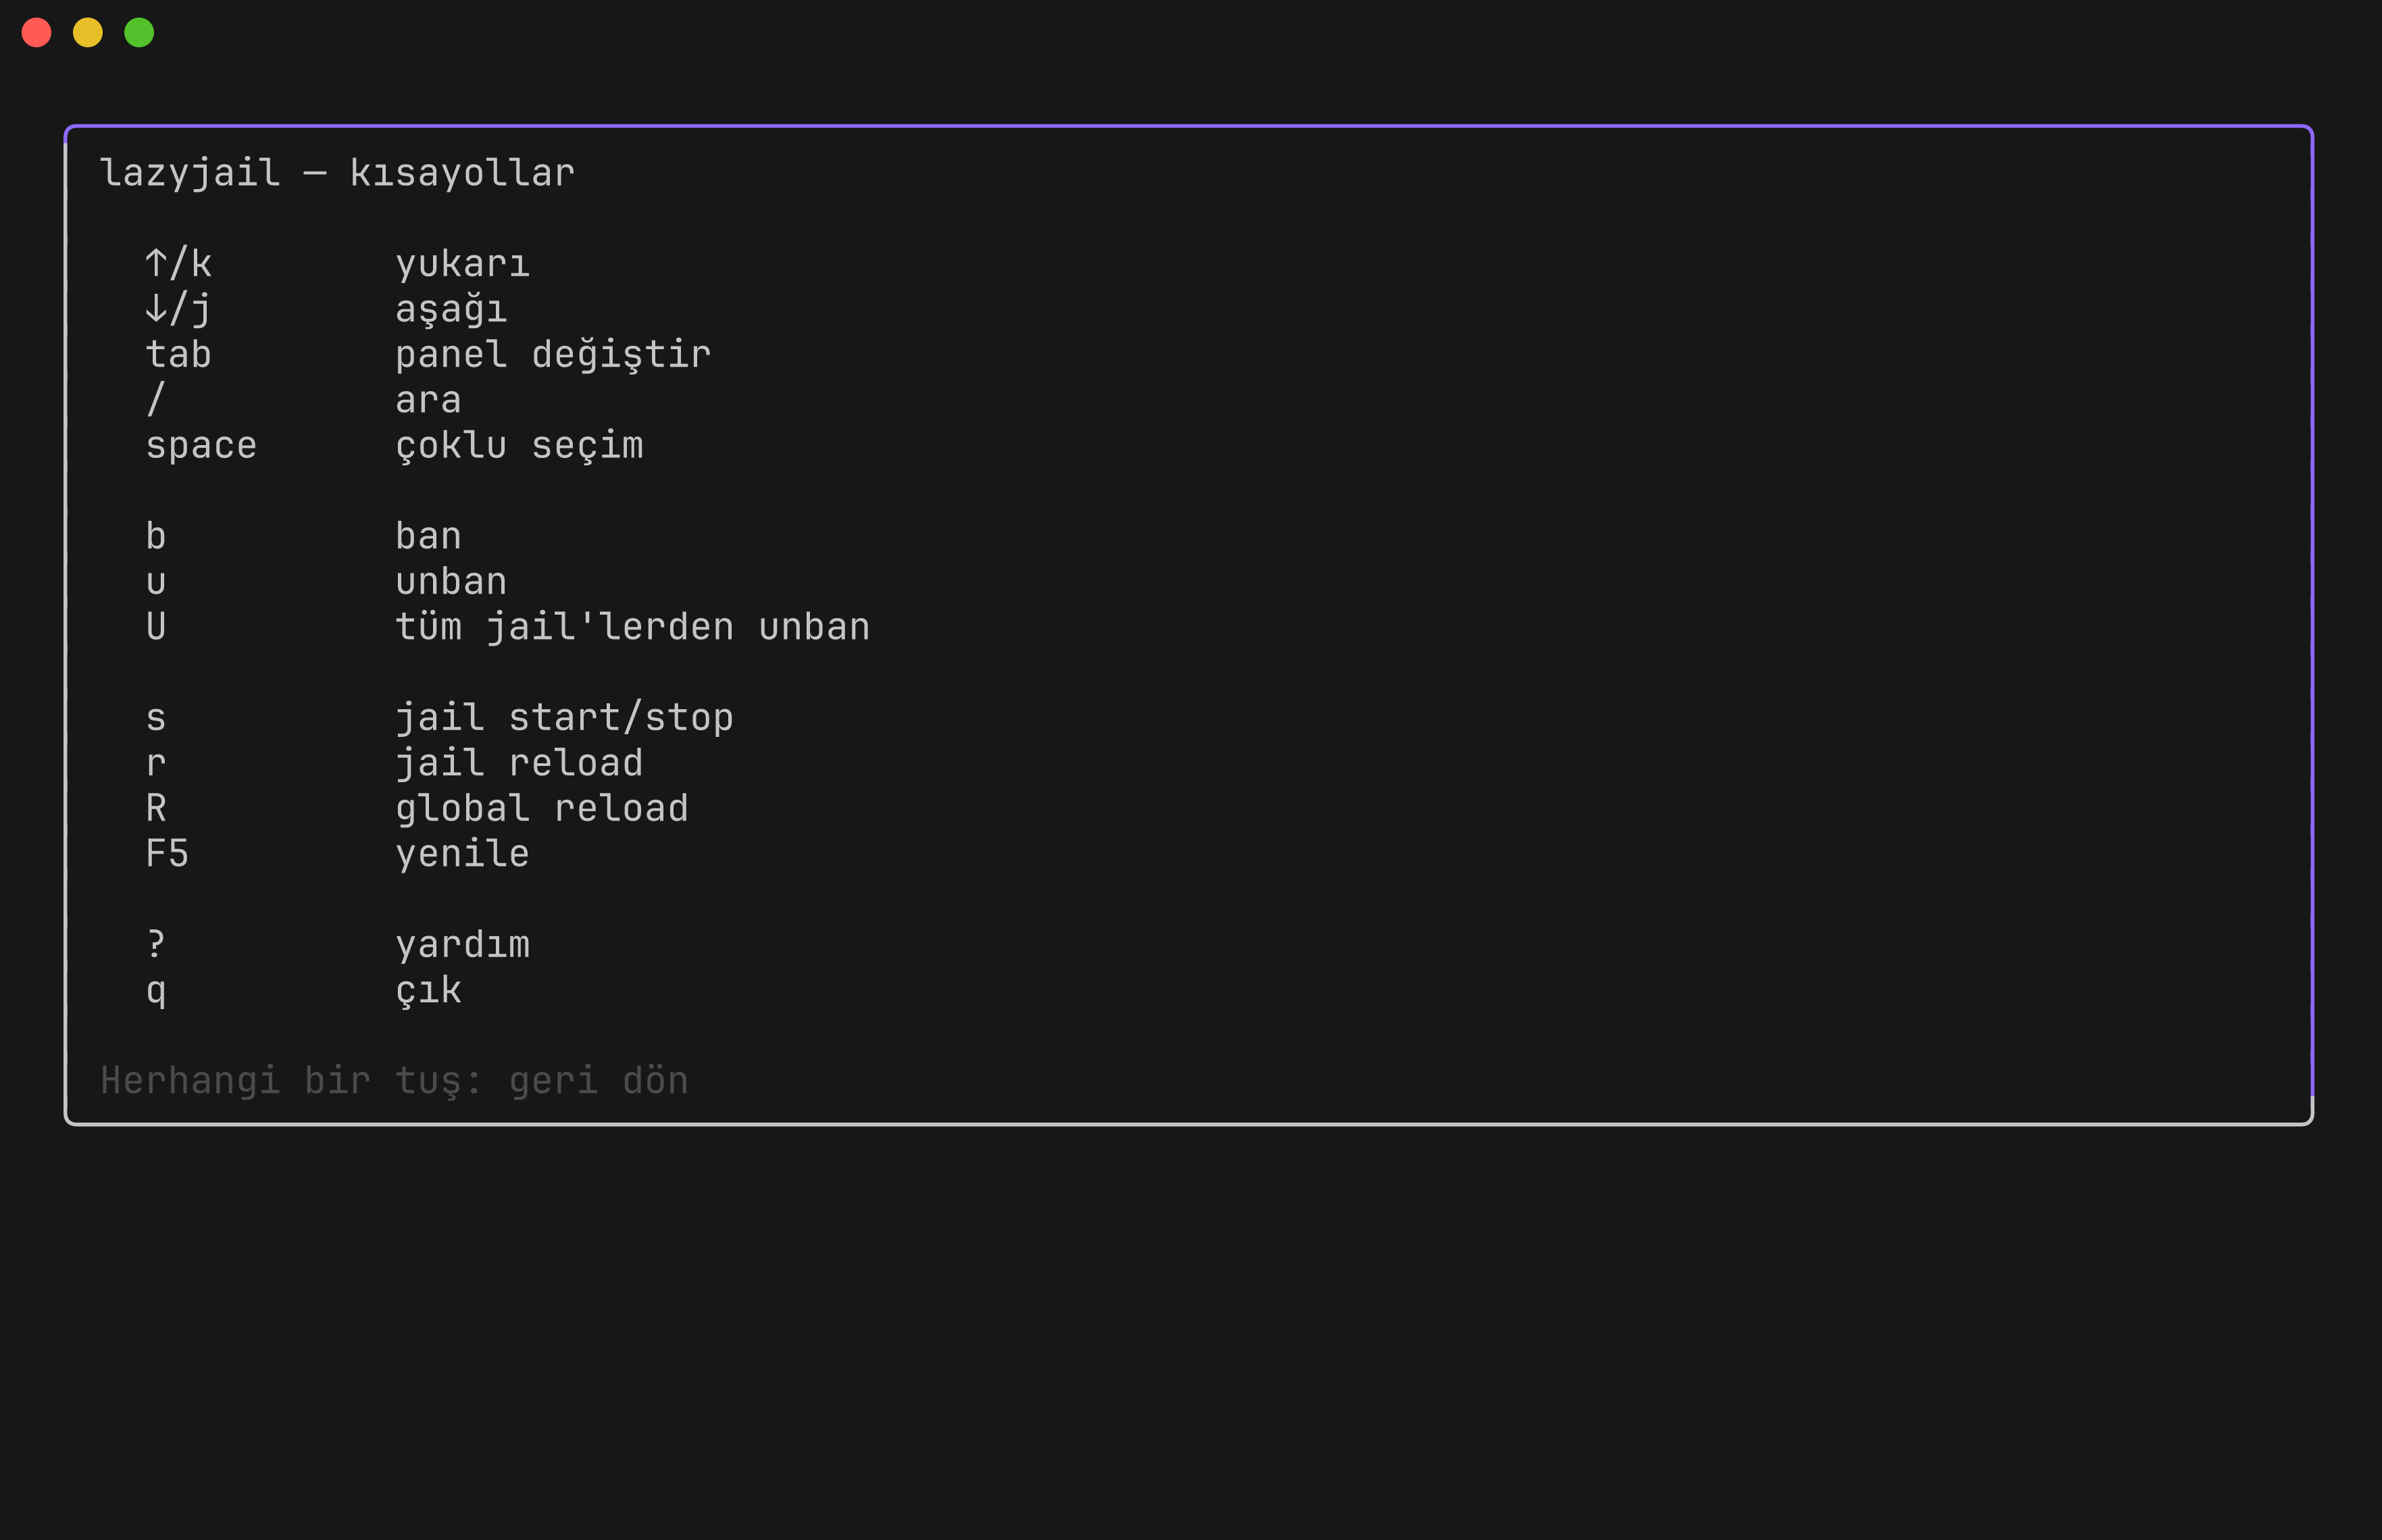 lazyjail — kısayollar
↑/k yukarı
↓/j aşağı
tab panel değiştir
/ ara
space çoklu seçim
b ban
u unban
U tüm jail'lerden unban
s jail start/stop
r jail reload
R global reload
F5 yenile
? yardım
q çık
Herhangi bir tuş: geri dön